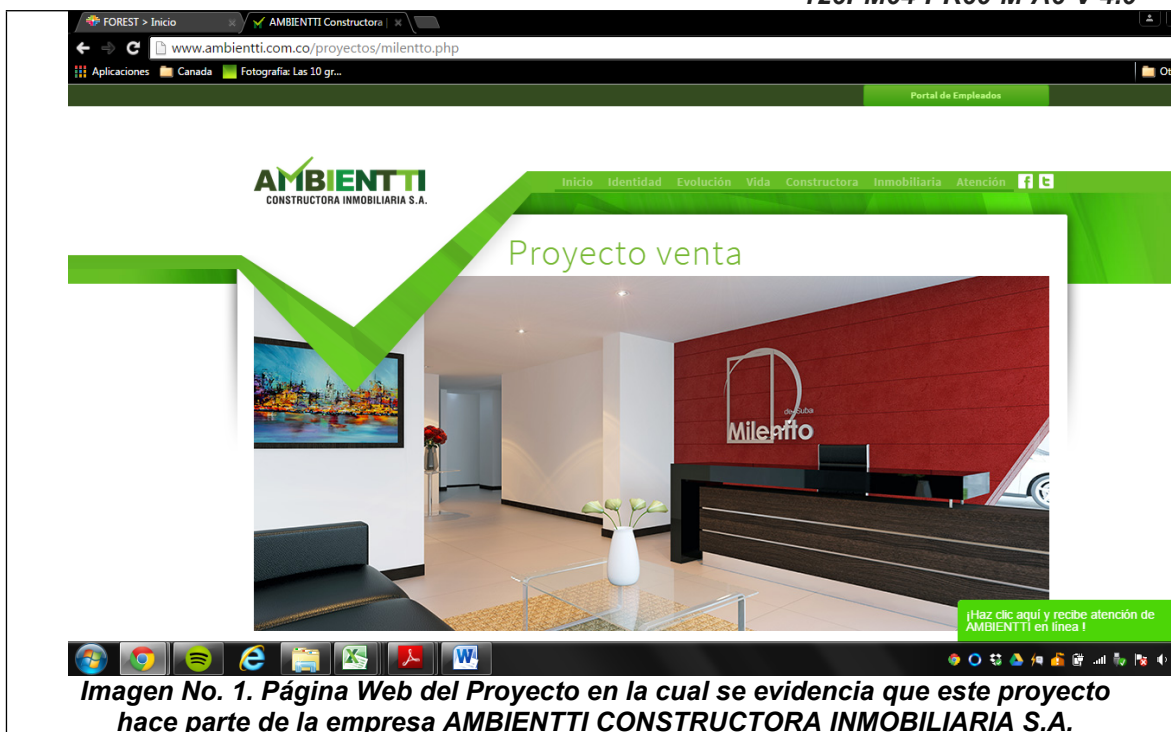 FOREST > Inicio
AMBIENTTI Constructora |
www.ambientti.com.co/proyectos/milentto.php
Aplicaciones Canada Fotografía: Las 10 gr...
Portal de Empleados
AMBIENTTI
CONSTRUCTORA INMOBILIARIA S.A.
Inicio Identidad Evolución Vida Constructora Inmobiliaria Atención
Proyecto venta
de Suba
Milentto
¡Haz clic aquí y recibe atención de
AMBIENTTI en línea !
Imagen No. 1. Página Web del Proyecto en la cual se evidencia que este proyecto
hace parte de la empresa AMBIENTTI CONSTRUCTORA INMOBILIARIA S.A.